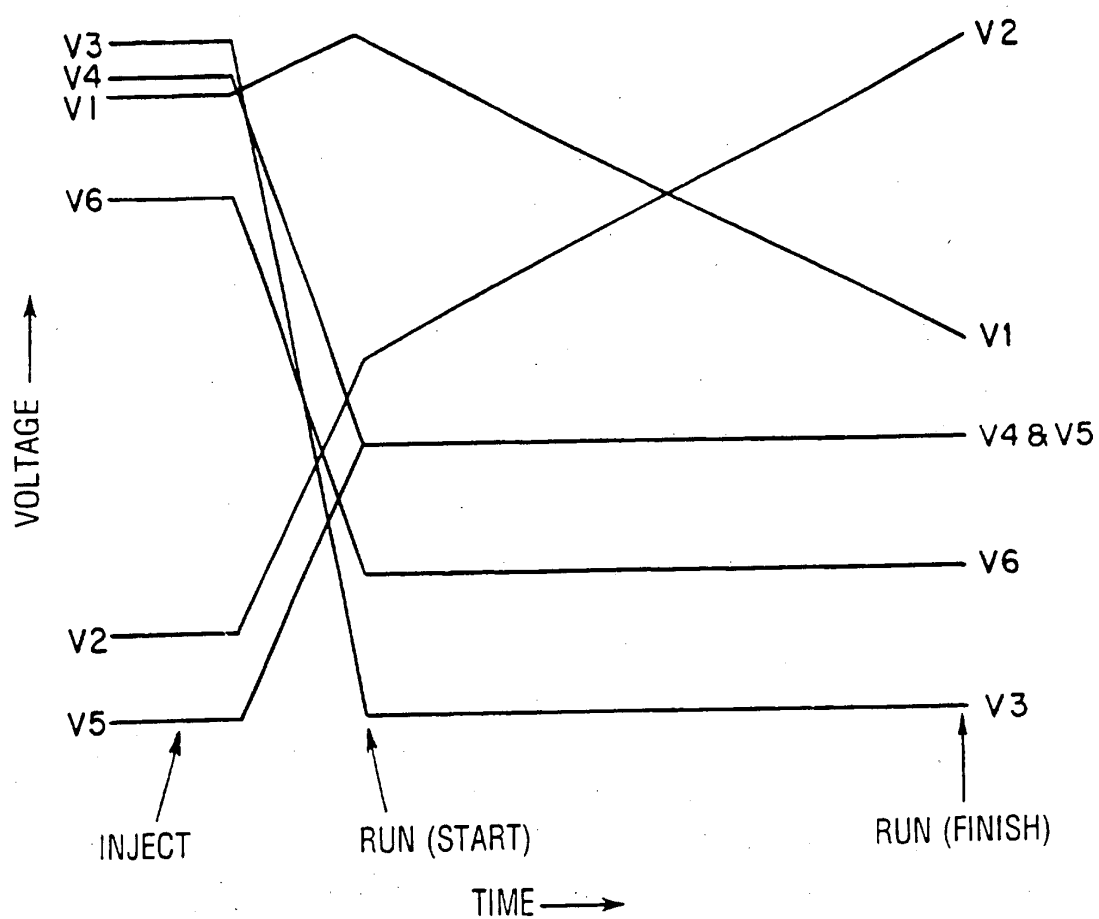 V3
V4
V1
V6
V2
V5
V2
V1
V4 & V5
V6
V3
VOLTAGE
INJECT
RUN (START)
RUN (FINISH)
TIME